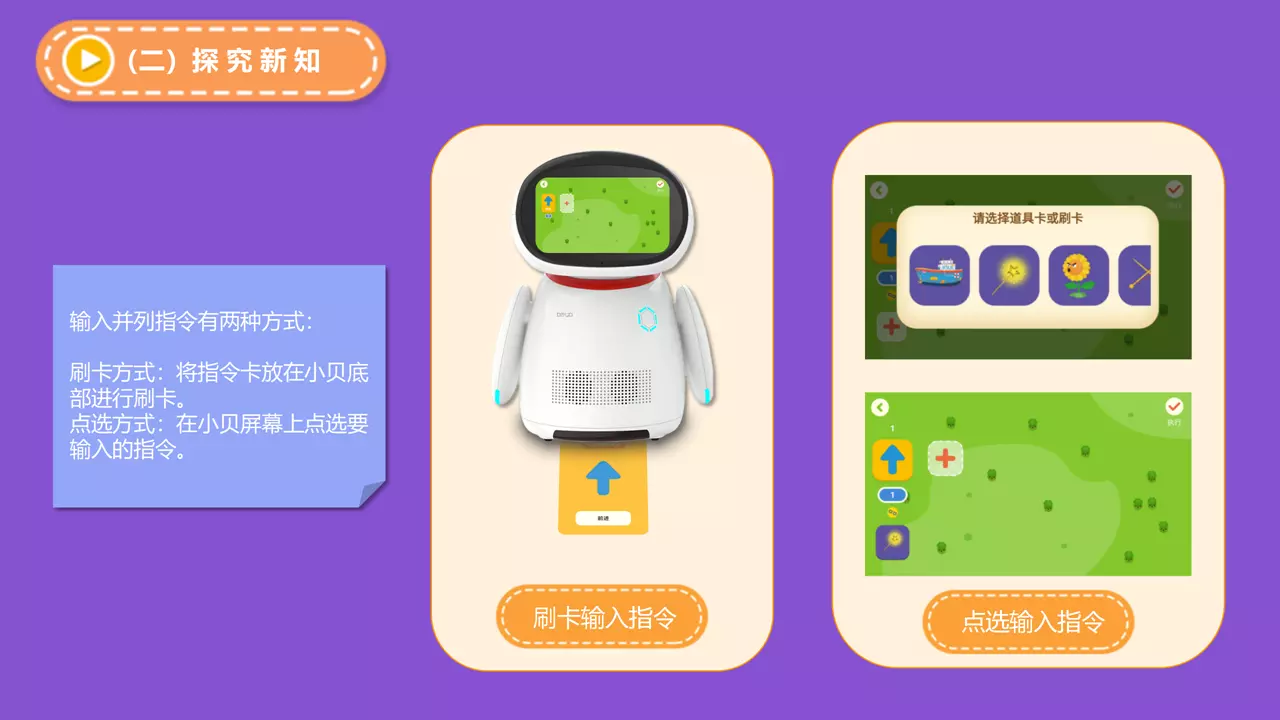 (二) 探究新知
输入并列指令有两种方式：
刷卡方式：将指令卡放在小贝底
部进行刷卡。
点选方式：在小贝屏幕上点选要
输入的指令。
前进
刷卡输入指令
请选择道具卡或刷卡
1
1
1
执行
1
点选输入指令